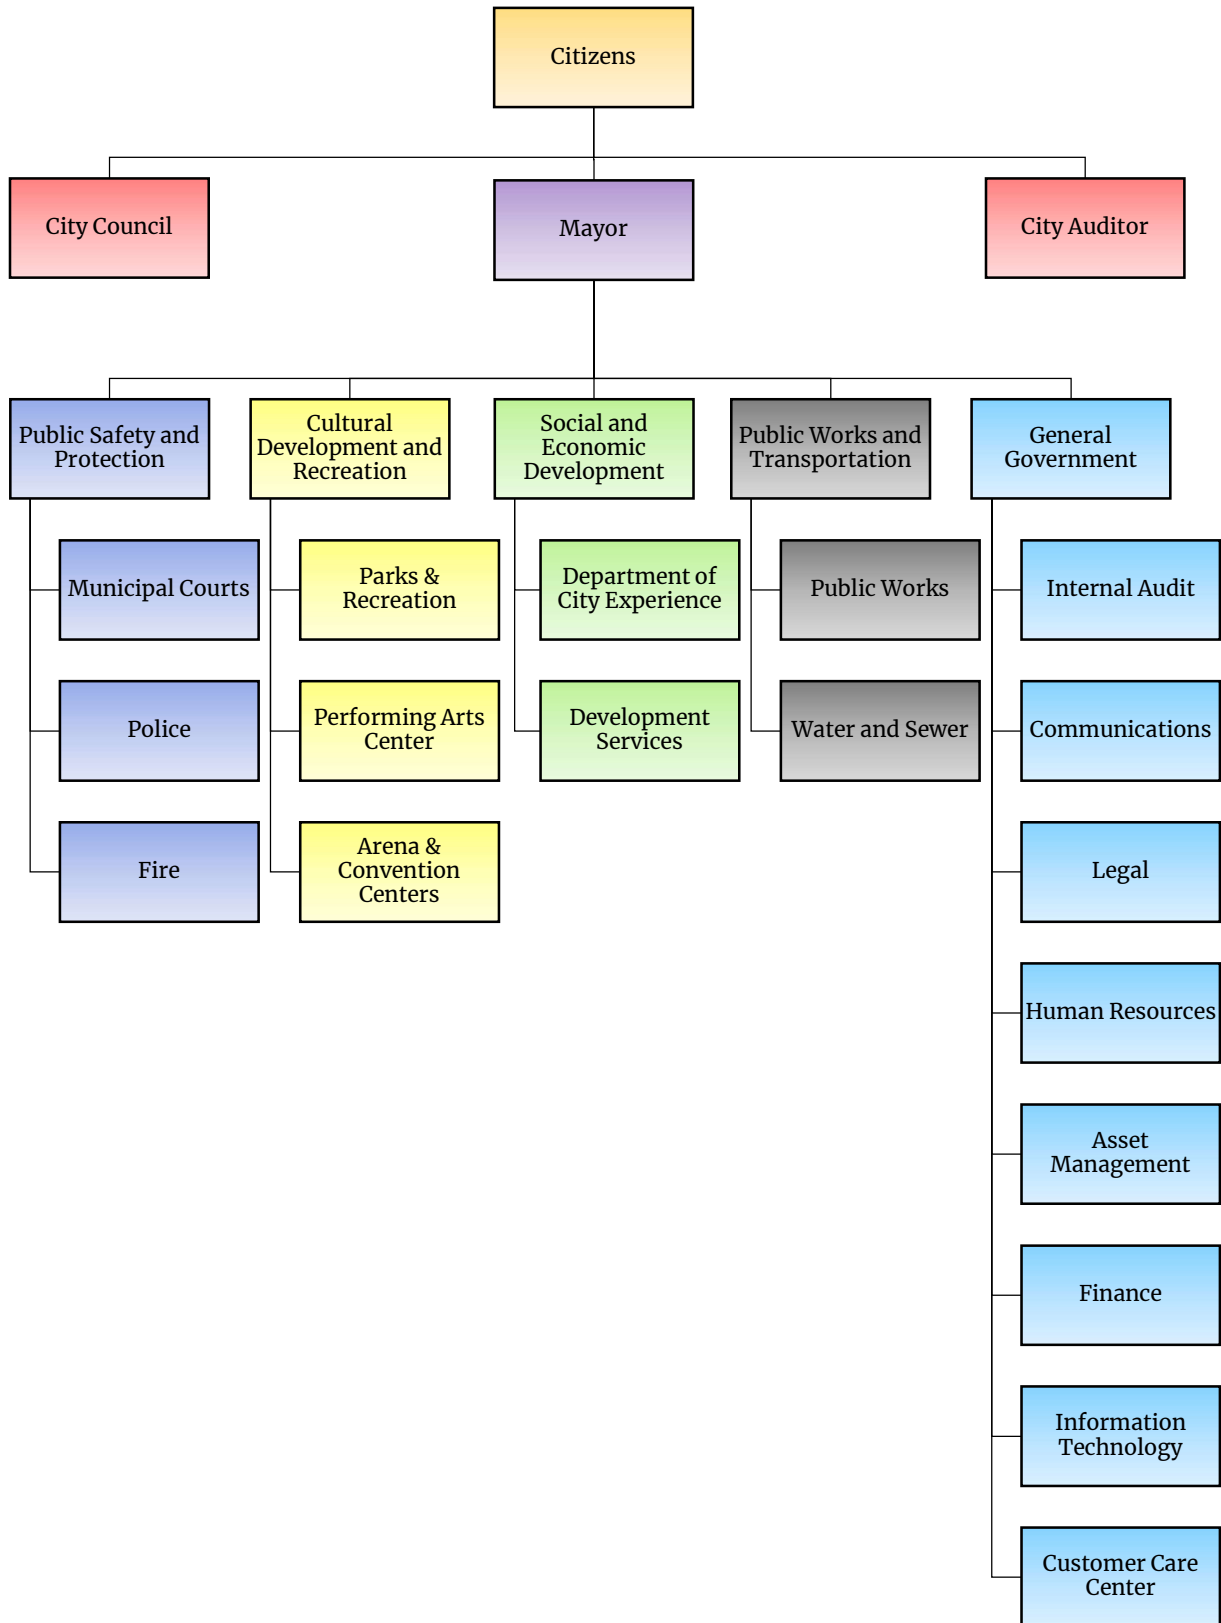 Citizens
City Council
Mayor
City Auditor
Public Safety and
Protection
Cultural
Development and
Recreation
Social and
Economic
Development
Public Works and
Transportation
General
Government
Municipal Courts
Parks &
Recreation
Department of
City Experience
Public Works
Internal Audit
Police
Performing Arts
Center
Development
Services
Water and Sewer
Communications
Fire
Arena &
Convention
Centers
Legal
Human Resources
Asset
Management
Finance
Information
Technology
Customer Care
Center